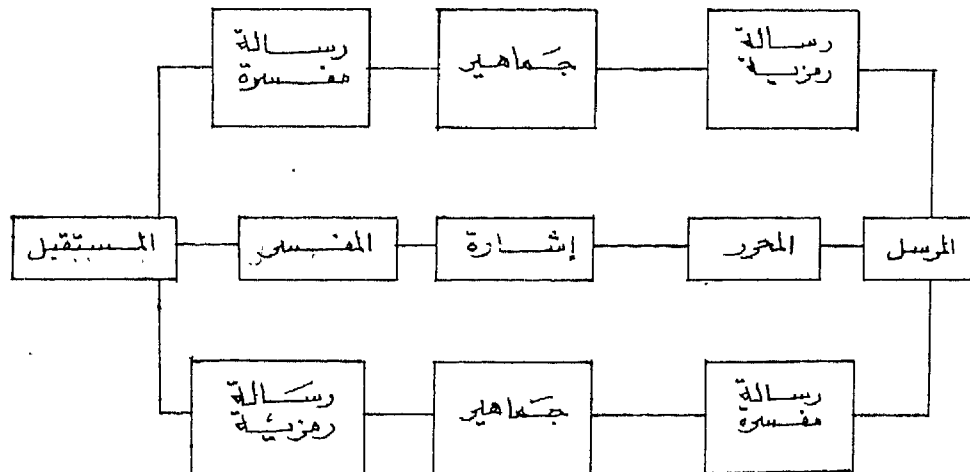 رسالة
رمزية
جماهير
رسالة
مفسرة
المرسل
المحرر
إشارة
المفسر
المستقبل
رسالة
مفسرة
جماهير
رسالة
رمزية